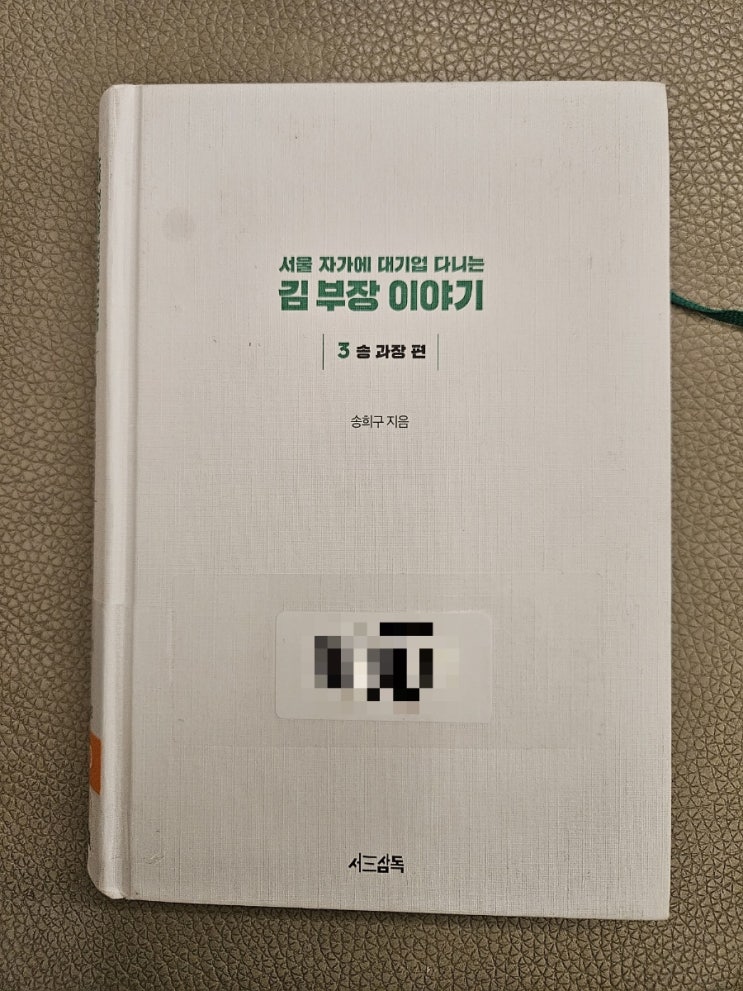 서울 자가에 대기업 다니는
김 부장 이야기
3 송 과장 편
송희구 지음
서三삼독